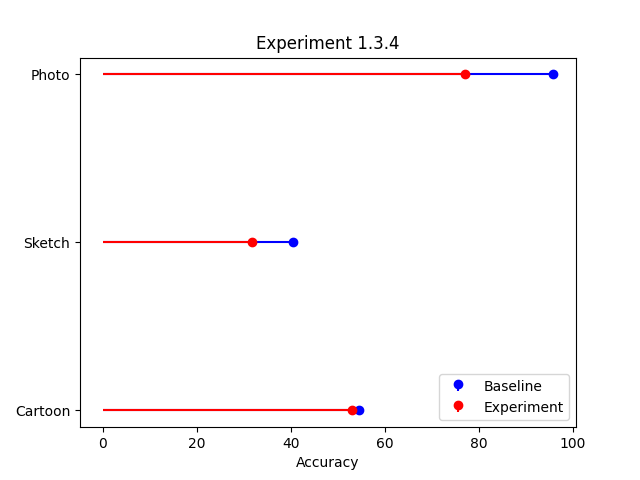 Experiment 1.3.4
Photo
Sketch
Cartoon
Baseline
Experiment
0 20 40 60 80 100
Accuracy